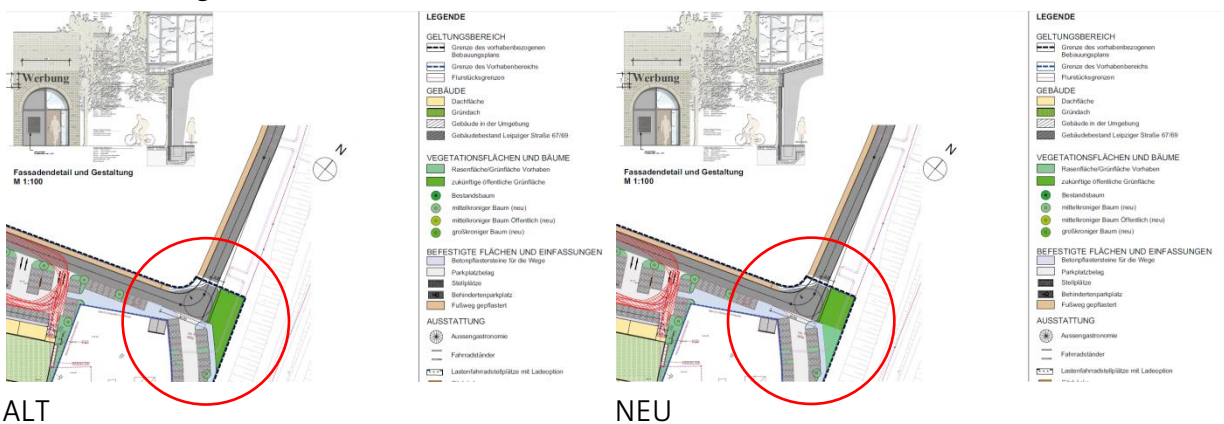 Werbung
Fassadendetail und Gestaltung
M 1:100
N
LEGENDE
GELTUNGSBEREICH
Grenze des vorhabenbezogenen
Bebauungsplans
Grenze des Vorhabenbereichs
Flurstücksgrenzen
GEBÄUDE
Dachfläche
Gründach
Gebäude in der Umgebung
Gebäudebestand Leipziger Straße 67/69
VEGETATIONSFLÄCHEN UND BÄUME
Rasenfläche/Grünfläche Vorhaben
zukünftige öffentliche Grünfläche
Bestandsbaum
mittelkroniger Baum (neu)
mittelkroniger Baum Öffentlich (neu)
großkroniger Baum (neu)
BEFESTIGTE FLÄCHEN UND EINFASSUNGEN
Betonpflastersteine für die Wege
Parkplatzbelag
Stellplätze
Behindertenparkplatz
Fußweg gepflastert
AUSSTATTUNG
Aussengastronomie
Fahrradständer
Lastenfahrradstellplätze mit Ladeoption
ALT
Werbung
Fassadendetail und Gestaltung
M 1:100
N
LEGENDE
GELTUNGSBEREICH
Grenze des vorhabenbezogenen
Bebauungsplans
Grenze des Vorhabenbereichs
Flurstücksgrenzen
GEBÄUDE
Dachfläche
Gründach
Gebäude in der Umgebung
Gebäudebestand Leipziger Straße 67/69
VEGETATIONSFLÄCHEN UND BÄUME
Rasenfläche/Grünfläche Vorhaben
zukünftige öffentliche Grünfläche
Bestandsbaum
mittelkroniger Baum (neu)
mittelkroniger Baum Öffentlich (neu)
großkroniger Baum (neu)
BEFESTIGTE FLÄCHEN UND EINFASSUNGEN
Betonpflastersteine für die Wege
Parkplatzbelag
Stellplätze
Behindertenparkplatz
Fußweg gepflastert
AUSSTATTUNG
Aussengastronomie
Fahrradständer
Lastenfahrradstellplätze mit Ladeoption
NEU